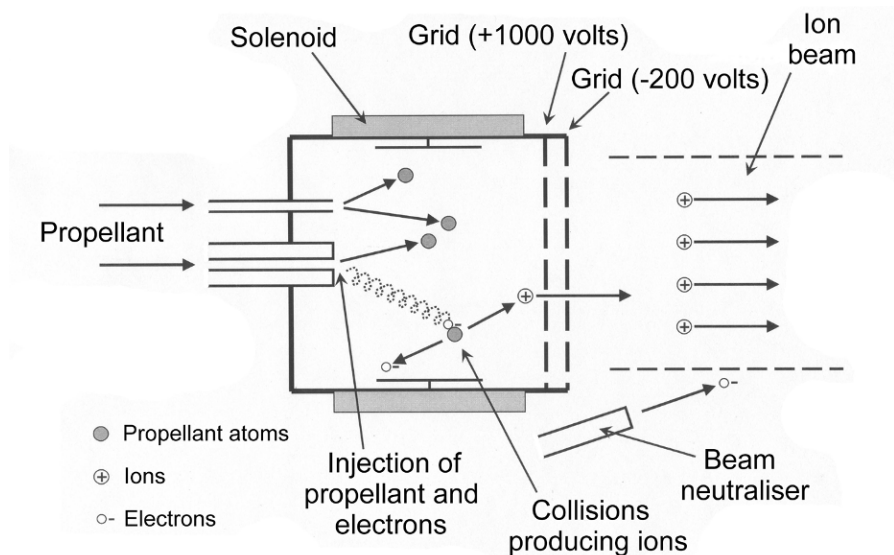 Solenoid
Grid (+1000 volts)
Grid (-200 volts)
Ion
beam
Propellant
Propellant atoms
Ions
Electrons
Injection of
propellant and
electrons
Collisions
producing ions
Beam
neutraliser